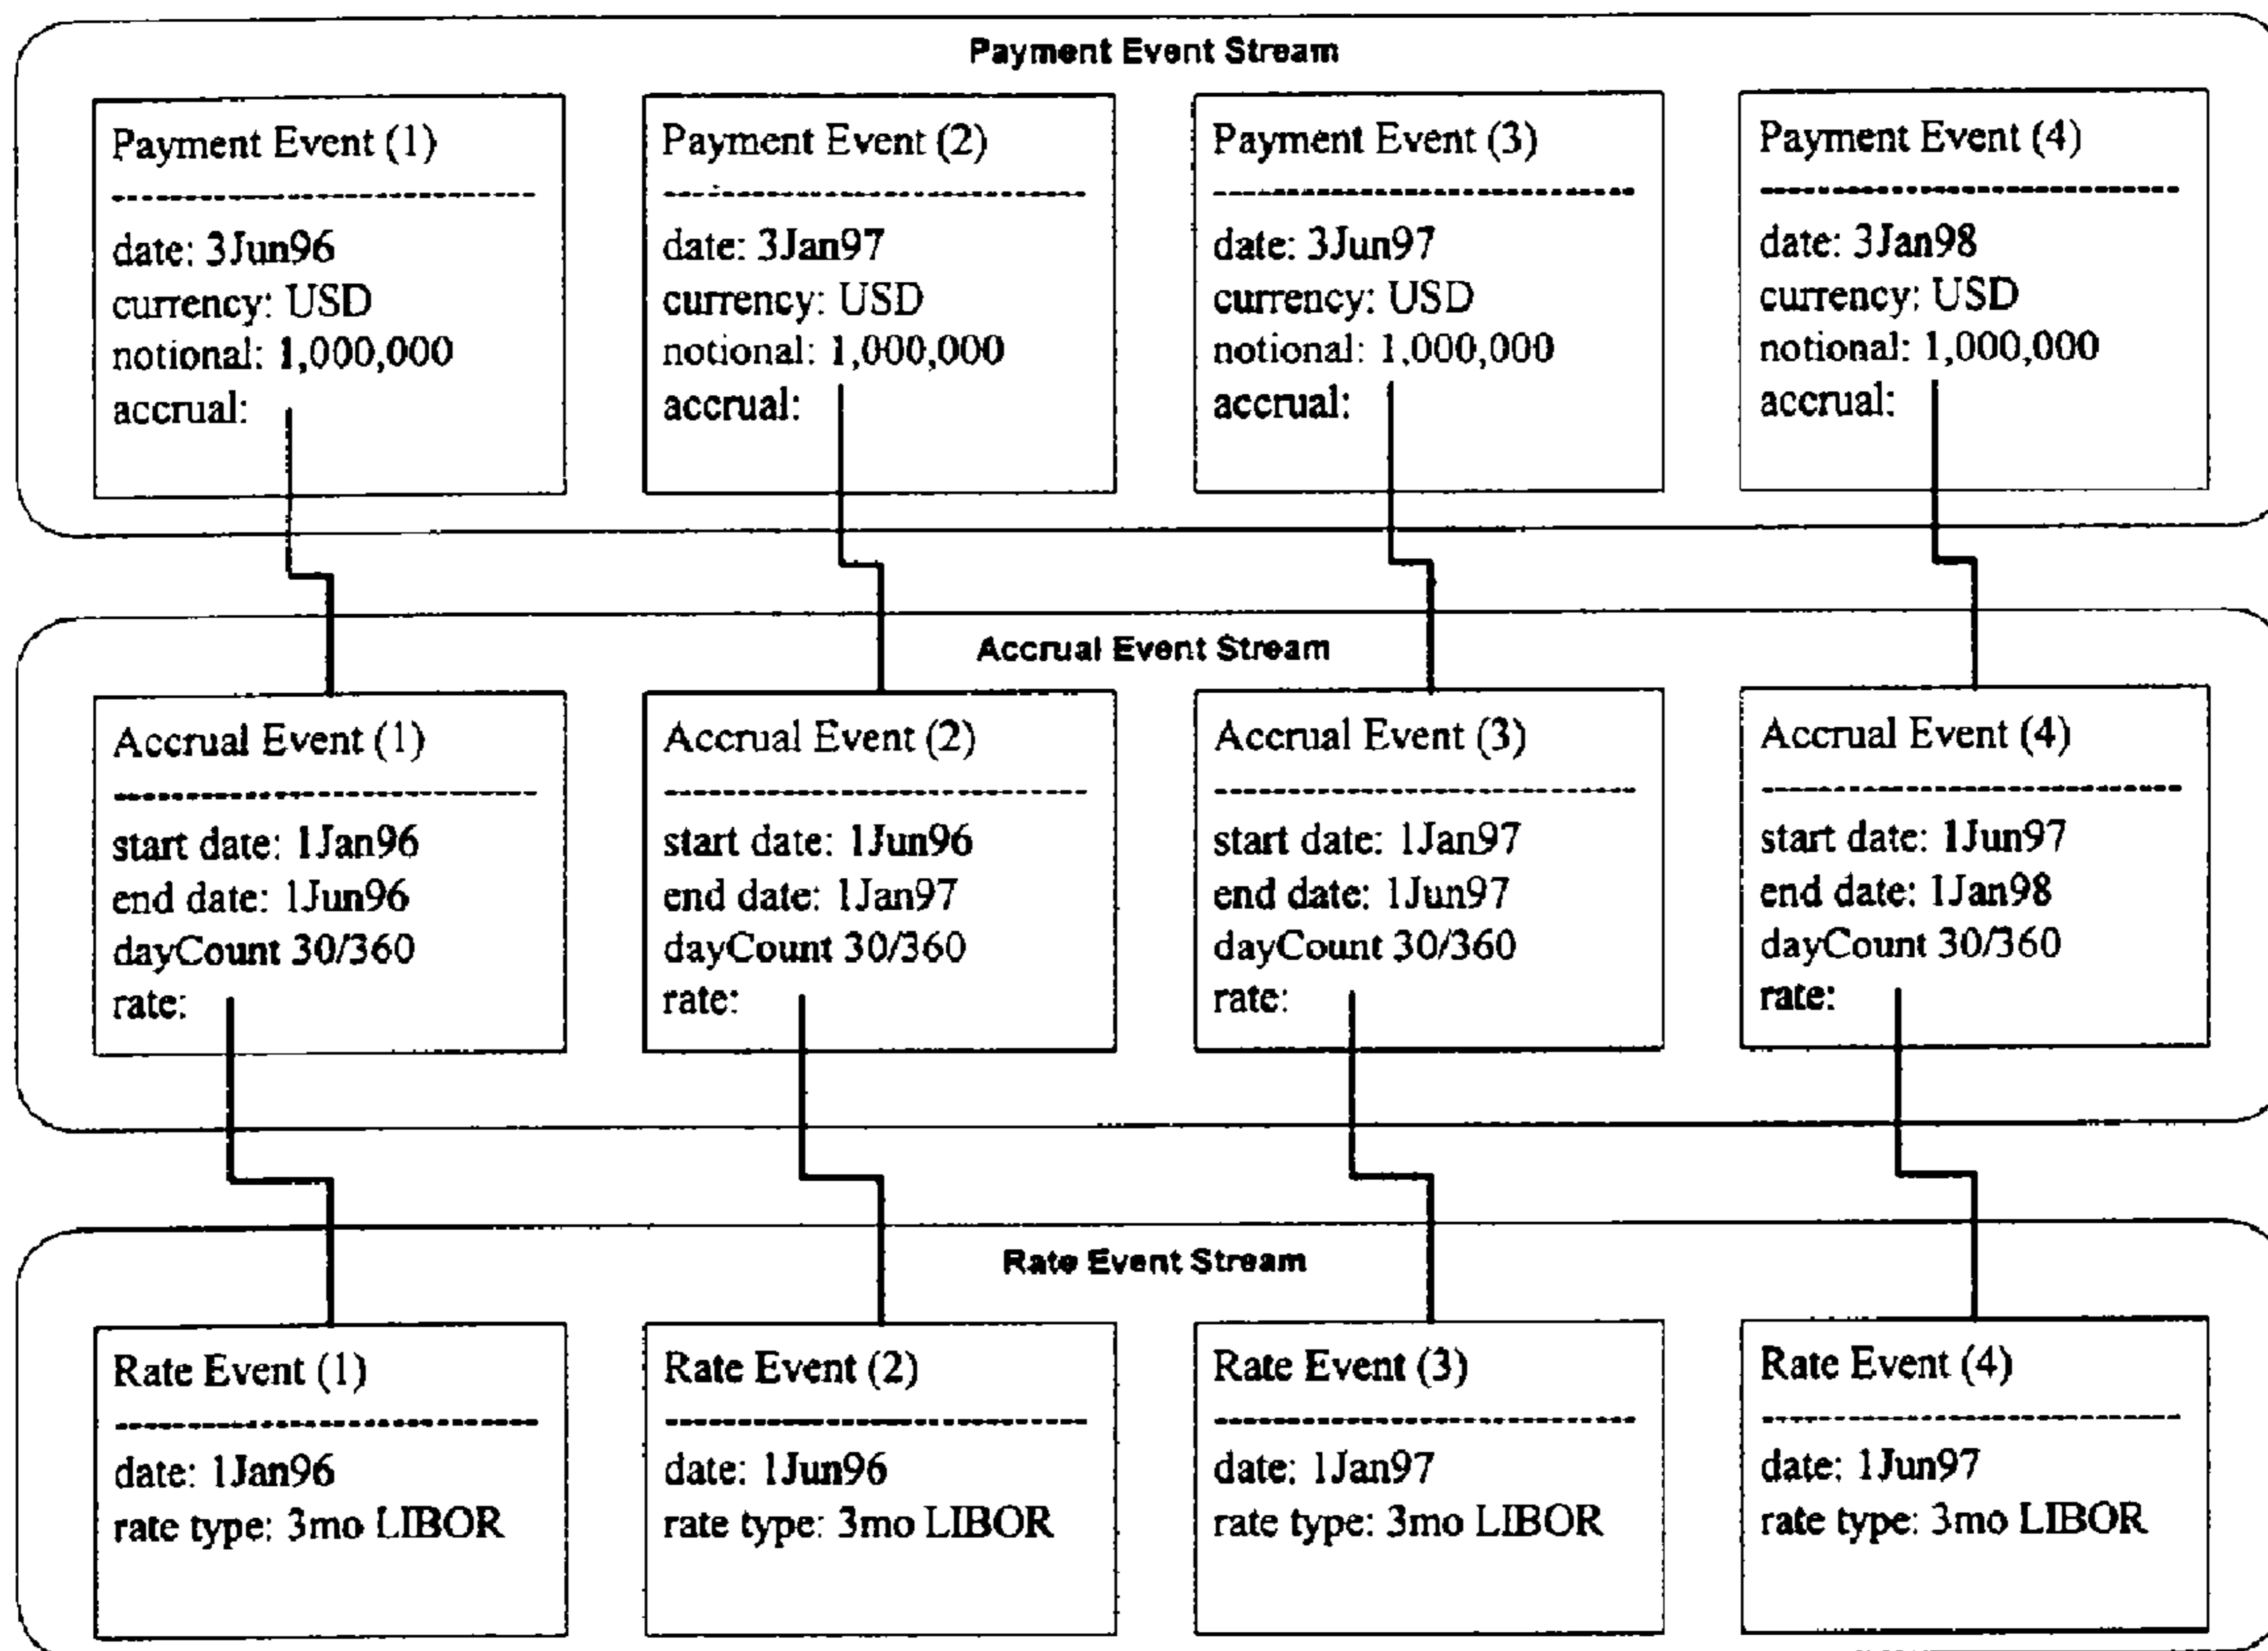 Payment Event Stream
Payment Event (1)
date: 3Jun96
currency: USD
notional: 1,000,000
accrual:
Payment Event (2)
date: 3Jan97
currency: USD
notional: 1,000,000
accrual:
Payment Event (3)
date: 3Jun97
currency: USD
notional: 1,000,000
accrual:
Payment Event (4)
date: 3Jan98
currency: USD
notional: 1,000,000
accrual:
Accrual Event Stream
Accrual Event (1)
start date: 1Jan96
end date: 1Jun96
dayCount 30/360
rate:
Accrual Event (2)
start date: 1Jun96
end date: 1Jan97
dayCount 30/360
rate:
Accrual Event (3)
start date: 1Jan97
end date: 1Jun97
dayCount 30/360
rate:
Accrual Event (4)
start date: 1Jun97
end date: 1Jan98
dayCount 30/360
rate:
Rate Event Stream
Rate Event (1)
date: 1Jan96
rate type: 3mo LIBOR
Rate Event (2)
date: 1Jun96
rate type: 3mo LIBOR
Rate Event (3)
date: 1Jan97
rate type: 3mo LIBOR
Rate Event (4)
date: 1Jun97
rate type: 3mo LIBOR